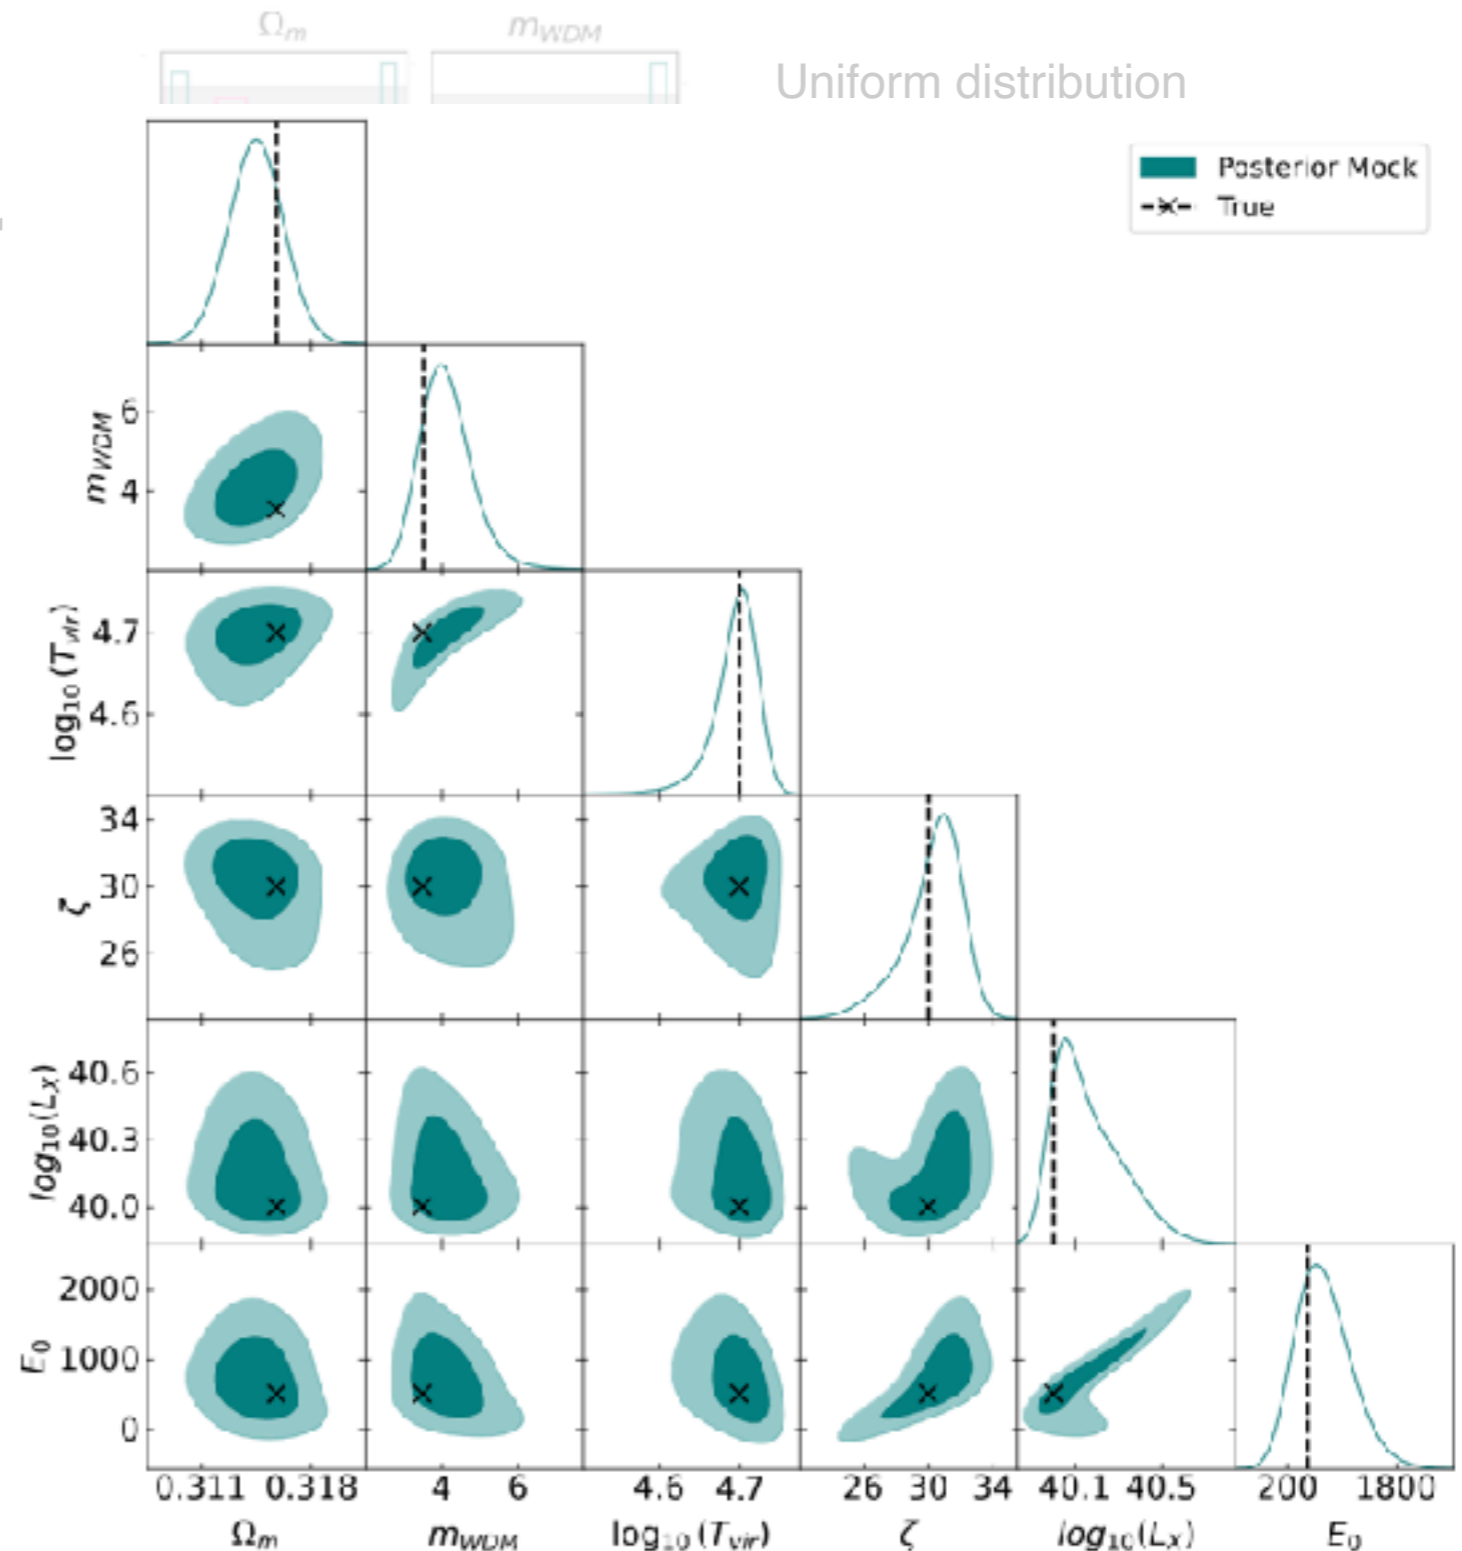 Ωm
mWDM
Uniform distribution
Posterior Mock
True
mWDM
6
4
log10(Tvir)
4.7
4.6
ζ
34
30
26
log10(LX)
40.6
40.3
40.0
E0
2000
1000
0
0.311 0.318
4 6
4.6 4.7
26 30 34
40.1 40.5
200 1800
Ωm
mWDM
log10(Tvir)
ζ
log10(LX)
E0